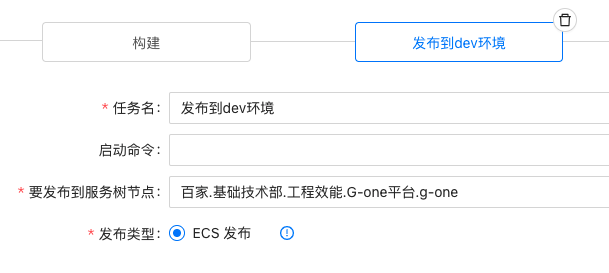 构建
发布到dev环境
* 任务名: 发布到dev环境
启动命令:
* 要发布到服务树节点: 百家.基础技术部.工程效能.G-one平台.g-one
* 发布类型: ECS 发布